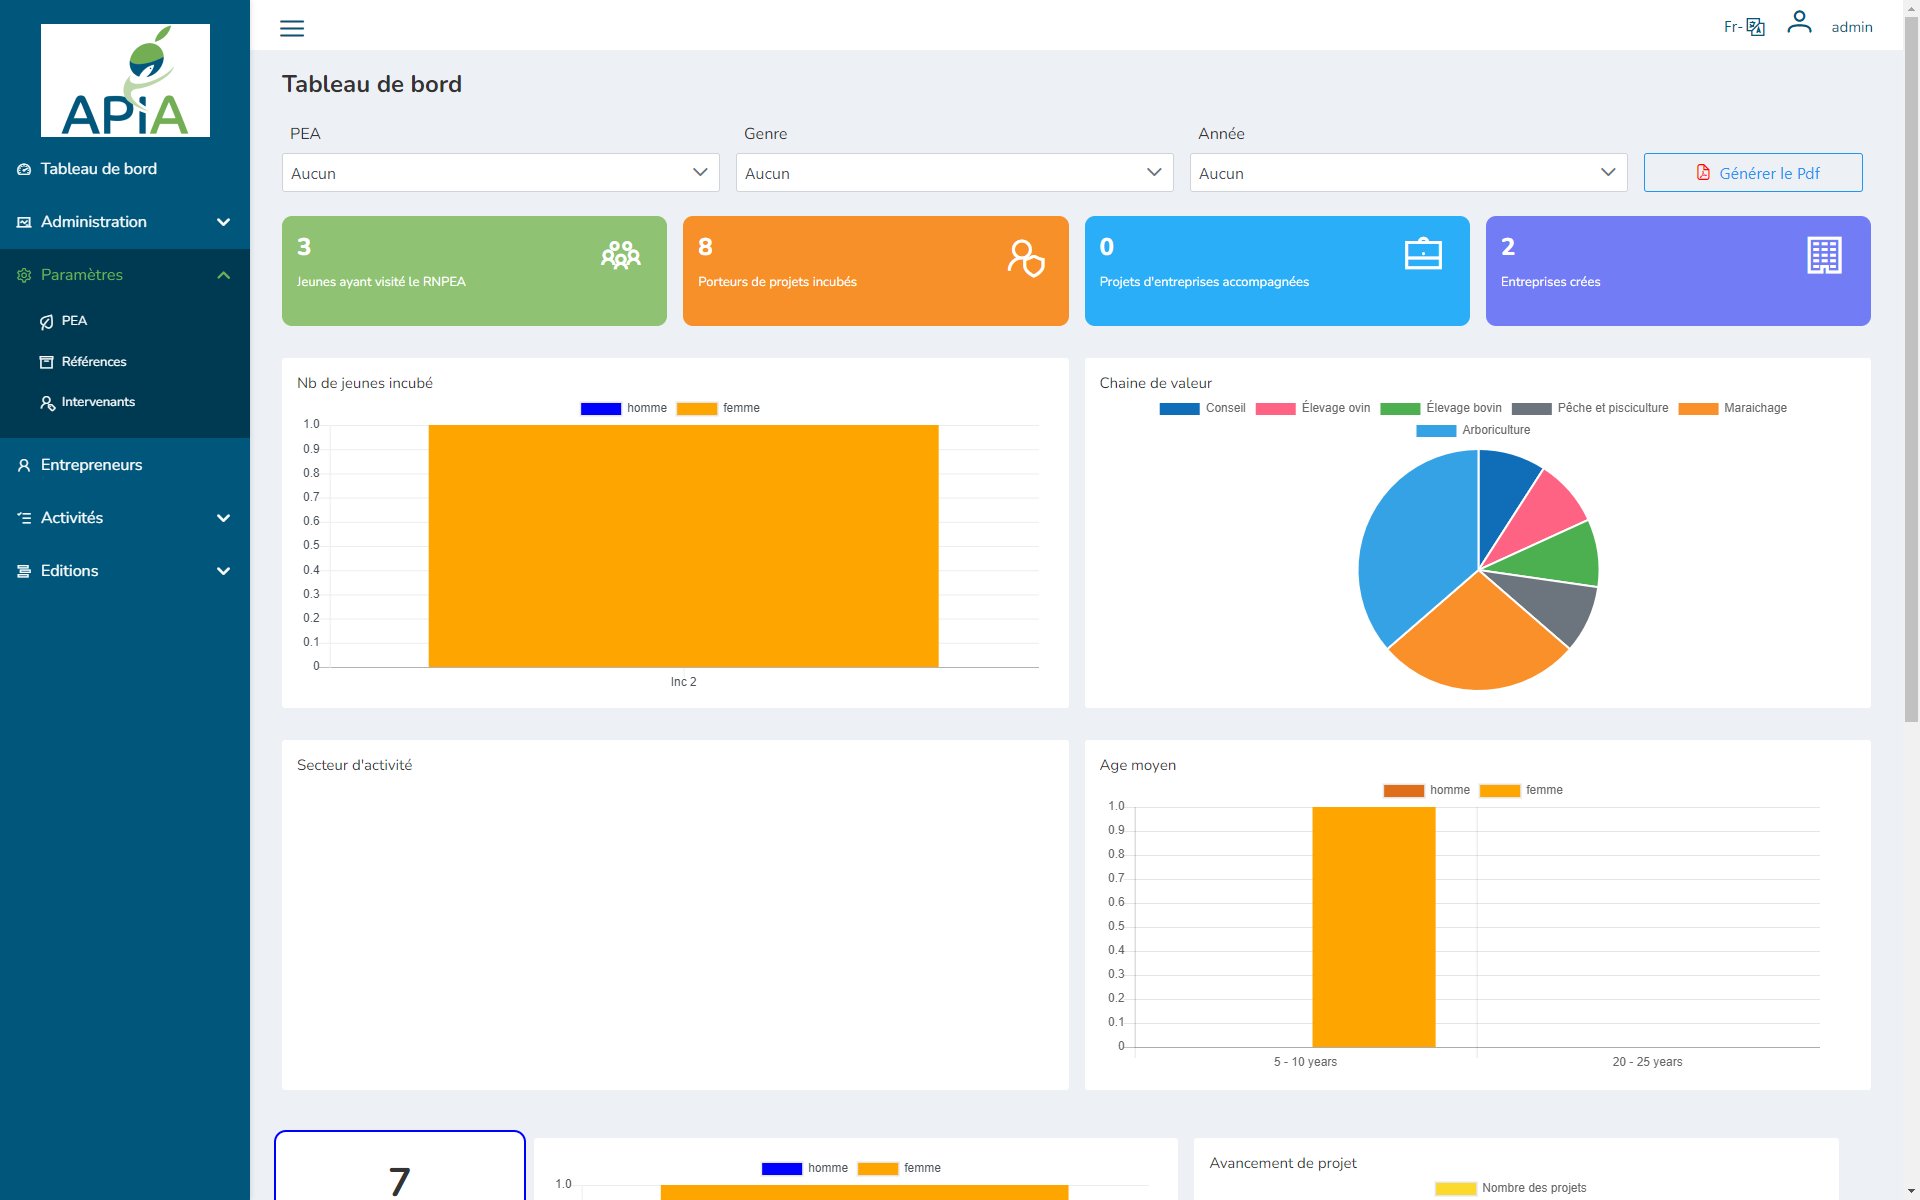 APiA
Tableau de bord
Administration
Paramètres
PEA
Références
Intervenants
Entrepreneurs
Activités
Editions
Fr-
admin
Tableau de bord
PEA
Genre
Année
Aucun
Aucun
Aucun
Générer le Pdf
3
Jeunes ayant visité le RNPEA
8
Porteurs de projets incubés
0
Projets d'entreprises accompagnées
2
Entreprises crées
Nb de jeunes incubé
homme femme
1.0
0.9
0.8
0.7
0.6
0.5
0.4
0.3
0.2
0.1
0
Inc 2
Chaine de valeur
Conseil Élevage ovin Élevage bovin Pêche et pisciculture Maraichage
Arboriculture
Secteur d'activité
Age moyen
homme femme
1.0
0.9
0.8
0.7
0.6
0.5
0.4
0.3
0.2
0.1
0
5 - 10 years 20 - 25 years
7
homme femme
1.0
Avancement de projet
Nombre des projets